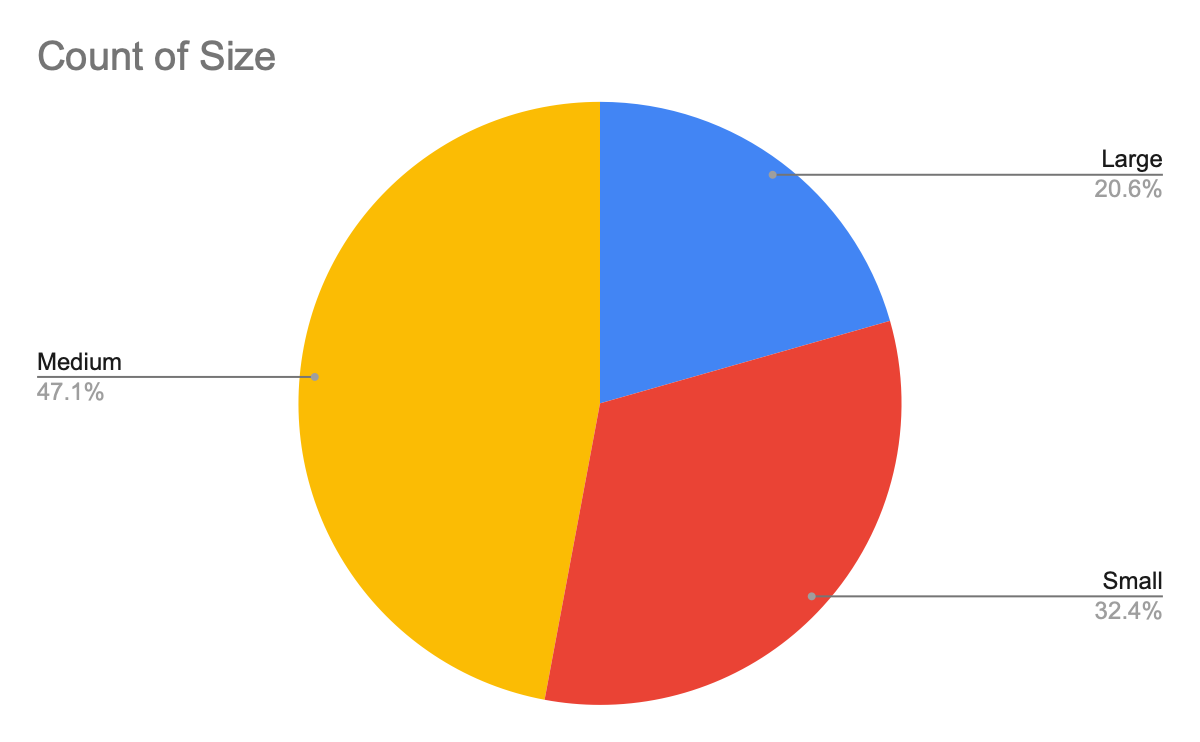 Count of Size
Large
20.6%
Medium
47.1%
Small
32.4%